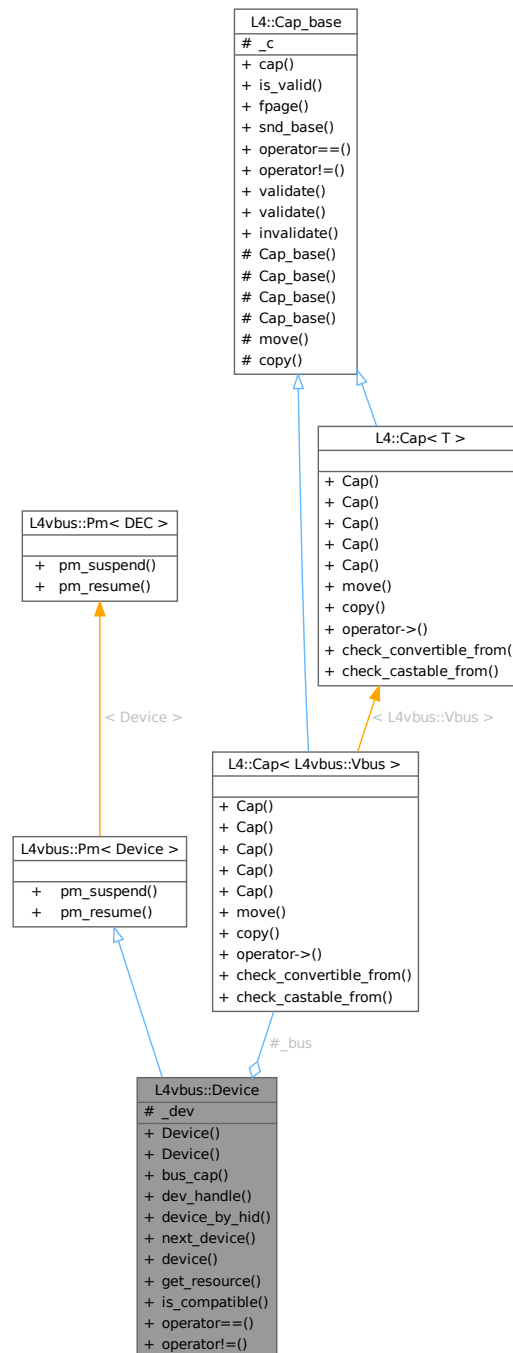 L4::Cap_base
# _c
+ cap()
+ is_valid()
+ fpage()
+ snd_base()
+ operator==()
+ operator!=()
+ validate()
+ validate()
+ invalidate()
# Cap_base()
# Cap_base()
# Cap_base()
# Cap_base()
# move()
# copy()
L4::Cap< T >
+ Cap()
+ Cap()
+ Cap()
+ Cap()
+ Cap()
+ move()
+ copy()
+ operator->()
+ check_convertible_from()
+ check_castable_from()
L4vbus::Pm< DEC >
+ pm_suspend()
+ pm_resume()
< Device >
< L4vbus::Vbus >
L4::Cap< L4vbus::Vbus >
+ Cap()
+ Cap()
+ Cap()
+ Cap()
+ Cap()
+ move()
+ copy()
+ operator->()
+ check_convertible_from()
+ check_castable_from()
L4vbus::Pm< Device >
+ pm_suspend()
+ pm_resume()
#_bus
L4vbus::Device
# _dev
+ Device()
+ Device()
+ bus_cap()
+ dev_handle()
+ device_by_hid()
+ next_device()
+ device()
+ get_resource()
+ is_compatible()
+ operator==()
+ operator!=()